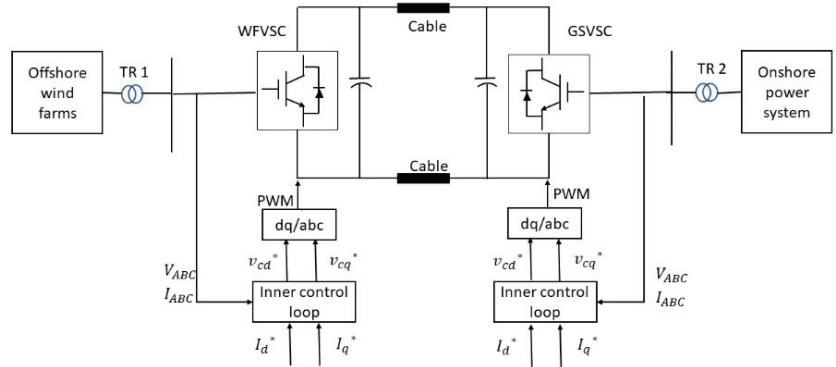 WFVSC
Cable
GSVSC
Offshore
wind
farms
TR 1
TR 2
Onshore
power
system
Cable
PWM
PWM
dq/abc
dq/abc
v_cd* v_cq*
v_cd* v_cq*
V_ABC
I_ABC
Inner control
loop
Inner control
loop
V_ABC
I_ABC
I_d* I_q*
I_d* I_q*